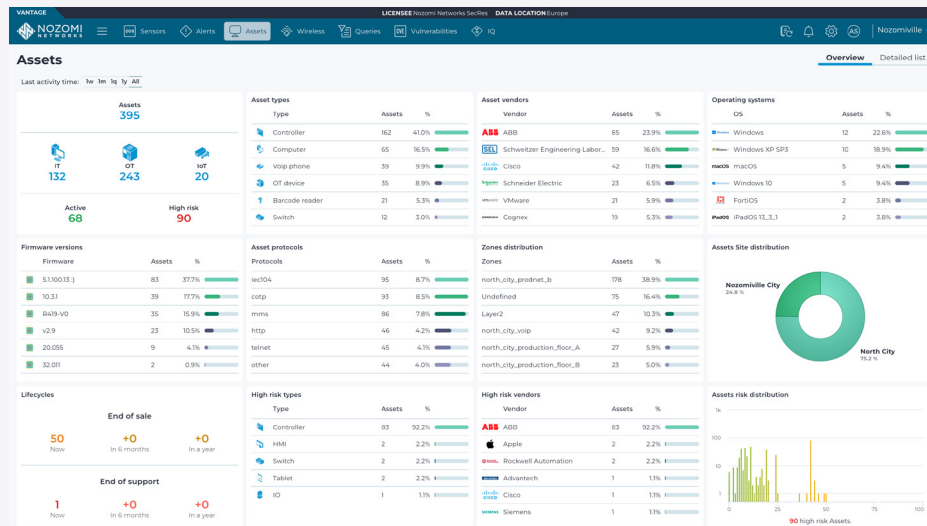 VANTAGE LICENSEE Nozomi Networks SecRes DATA LOCATION Europe
NOZOMI NETWORKS Sensors Alerts Assets Wireless Queries Vulnerabilities IQ AS Nozomiville
Assets Overview Detailed list
Last activity time: 1w 1m 1q 1y All
Assets
395
IT OT IoT
132 243 20
Active High risk
68 90
Asset types
Type Assets %
Controller 162 41.0%
Computer 65 16.5%
Voip phone 39 9.9%
OT device 35 8.9%
Barcode reader 21 5.3%
Switch 12 3.0%
Asset vendors
Vendor Assets %
ABB ABB 85 23.9%
SEL Schweitzer Engineering Labor... 59 16.6%
CISCO Cisco 42 11.8%
Schneider Electric 23 6.5%
VMware 21 5.9%
Cognex 19 5.3%
Operating systems
OS Assets %
Windows 12 22.6%
Windows XP SP3 10 18.9%
macOS macOS 5 9.4%
Windows 10 5 9.4%
FortiOS 2 3.8%
iPadOS iPadOS 13_3_1 2 3.8%
Firmware versions
Firmware Assets %
5.1.100.13 :) 83 37.7%
10.3.1 39 17.7%
R419-V0 35 15.9%
v2.9 23 10.5%
20.055 9 4.1%
32.011 2 0.9%
Asset protocols
Protocols Assets %
iec104 95 8.7%
cotp 93 8.5%
mms 86 7.8%
http 46 4.2%
telnet 45 4.1%
other 44 4.0%
Zones distribution
Zones Assets %
north_city_prodnet_b 178 38.9%
Undefined 75 16.4%
Layer2 47 10.3%
north_city_voip 42 9.2%
north_city_production_floor_A 27 5.9%
north_city_production_floor_B 23 5.0%
Assets Site distribution
Nozomiville City
24.8 %
North City
75.2 %
Lifecycles
End of sale
50 +0 +0
Now In 6 months In a year
End of support
1 +0 +0
Now In 6 months In a year
High risk types
Type Assets %
Controller 83 92.2%
HMI 2 2.2%
Switch 2 2.2%
Tablet 2 2.2%
IO 1 1.1%
High risk vendors
Vendor Assets %
ABB ABB 83 92.2%
Apple 2 2.2%
Rockwell Automation 2 2.2%
Advantech 1 1.1%
CISCO Cisco 1 1.1%
SIEMENS Siemens 1 1.1%
Assets risk distribution
1k
100
10
1
0 25 50 75 100
90 high risk Assets.